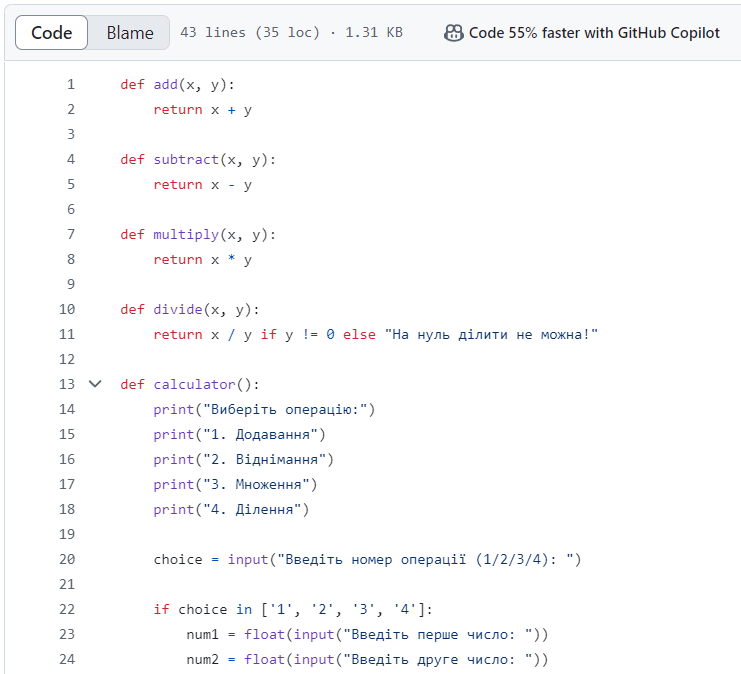 Code Blame 43 lines (35 loc) · 1.31 KB Code 55% faster with GitHub Copilot
1 def add(x, y):
2     return x + y
3
4 def subtract(x, y):
5     return x - y
6
7 def multiply(x, y):
8     return x * y
9
10 def divide(x, y):
11     return x / y if y != 0 else "На нуль ділити не можна!"
12
13 def calculator():
14     print("Виберіть операцію:")
15     print("1. Додавання")
16     print("2. Віднімання")
17     print("3. Множення")
18     print("4. Ділення")
19
20     choice = input("Введіть номер операції (1/2/3/4): ")
21
22     if choice in ['1', '2', '3', '4']:
23         num1 = float(input("Введіть перше число: "))
24         num2 = float(input("Введіть друге число: "))